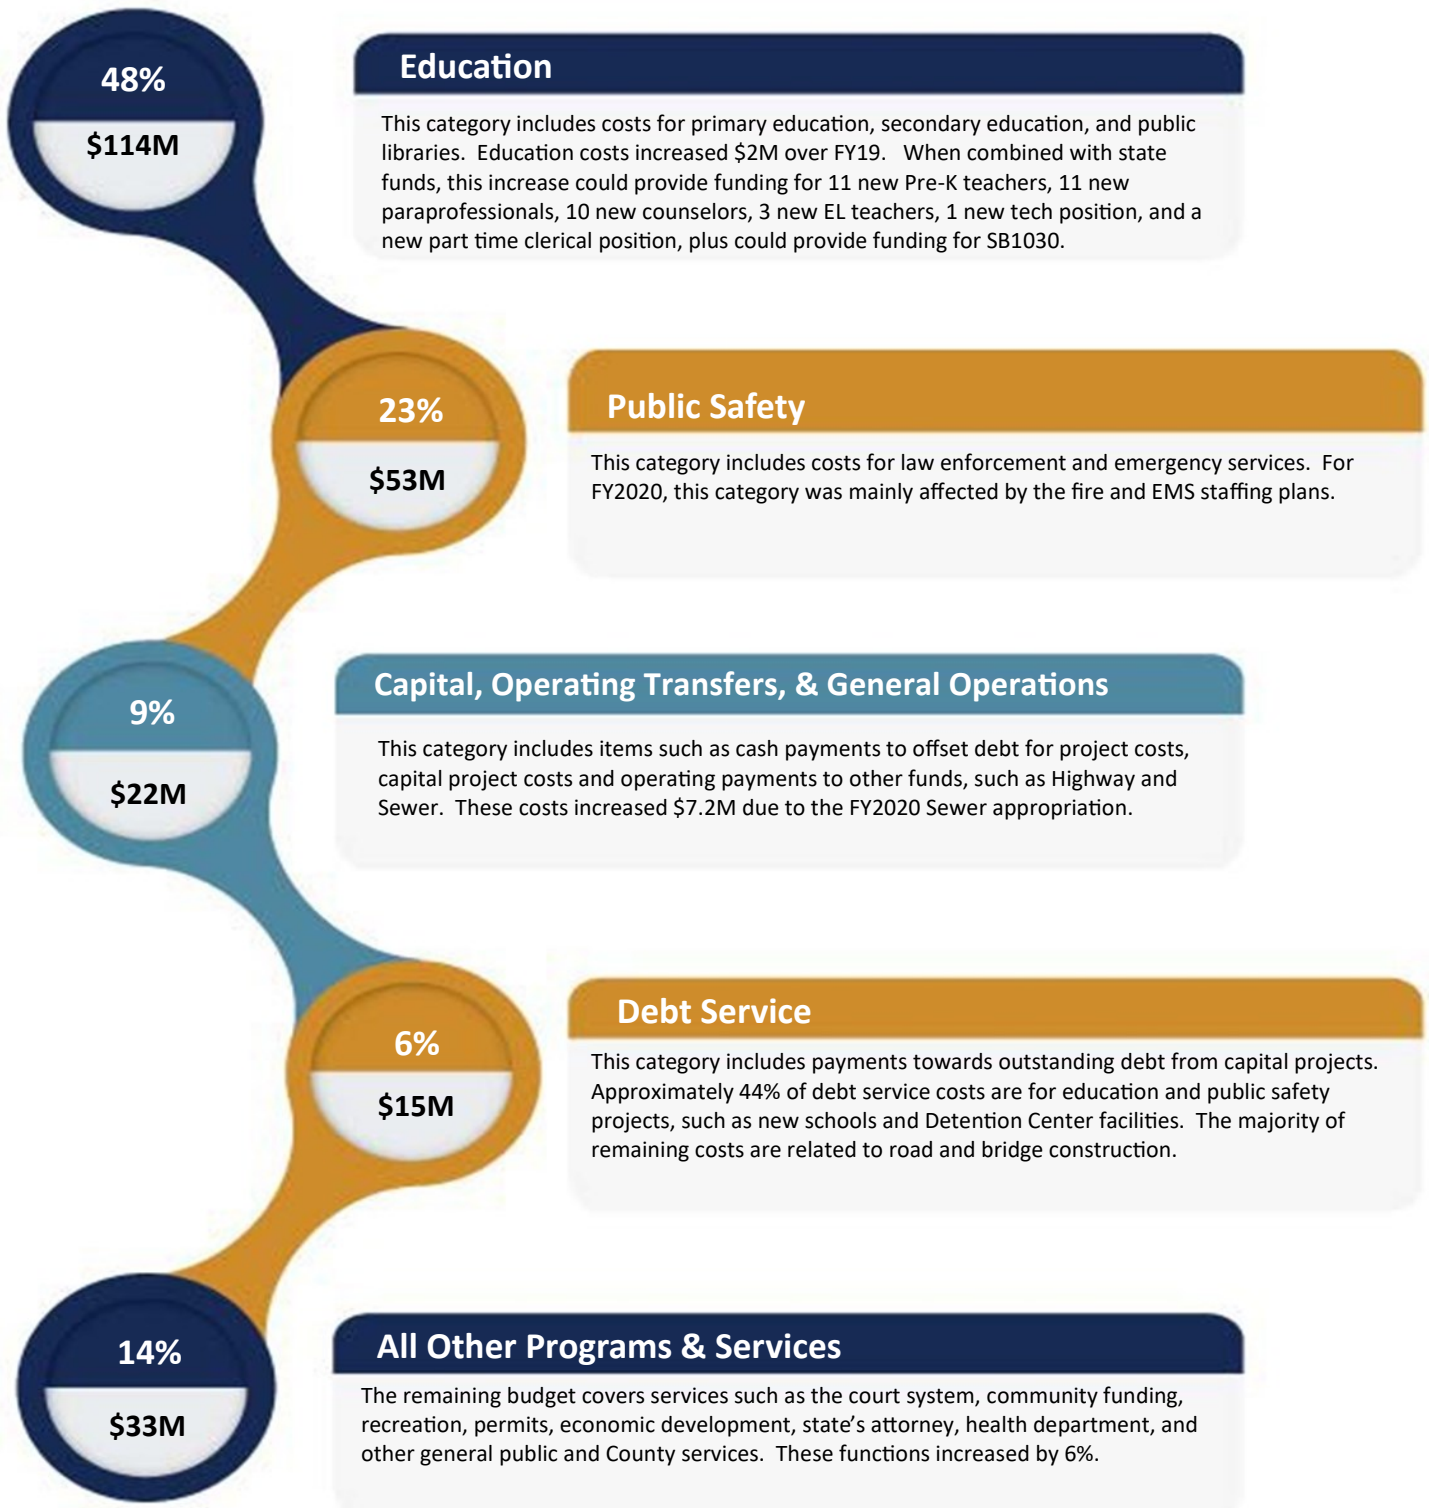 48%
$114M
Education
This category includes costs for primary education, secondary education, and public
libraries.  Education costs increased $2M over FY19.   When combined with state
funds, this increase could provide funding for 11 new Pre-K teachers, 11 new
paraprofessionals, 10 new counselors, 3 new EL teachers, 1 new tech position, and a
new part time clerical position, plus could provide funding for SB1030.
23%
$53M
Public Safety
This category includes costs for law enforcement and emergency services.  For
FY2020, this category was mainly affected by the fire and EMS staffing plans.
9%
$22M
Capital, Operating Transfers, & General Operations
This category includes items such as cash payments to offset debt for project costs,
capital project costs and operating payments to other funds, such as Highway and
Sewer.  These costs increased $7.2M due to the FY2020 Sewer appropriation.
6%
$15M
Debt Service
This category includes payments towards outstanding debt from capital projects.
Approximately 44% of debt service costs are for education and public safety
projects, such as new schools and Detention Center facilities.  The majority of
remaining costs are related to road and bridge construction.
14%
$33M
All Other Programs & Services
The remaining budget covers services such as the court system, community funding,
recreation, permits, economic development, state’s attorney, health department, and
other general public and County services.  These functions increased by 6%.